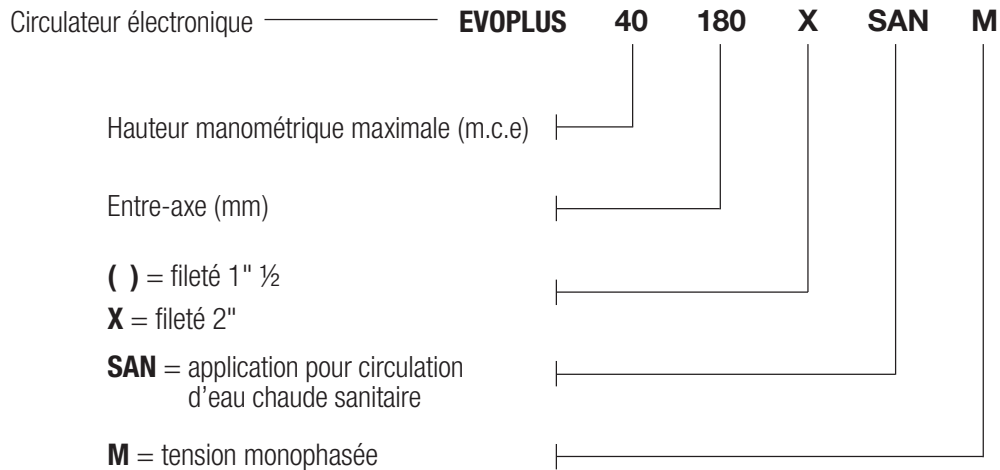 Circulateur électronique EVOPLUS 40 180 X SAN M
Hauteur manométrique maximale (m.c.e)
Entre-axe (mm)
( ) = fileté 1" ½
X = fileté 2"
SAN = application pour circulation
d'eau chaude sanitaire
M = tension monophasée